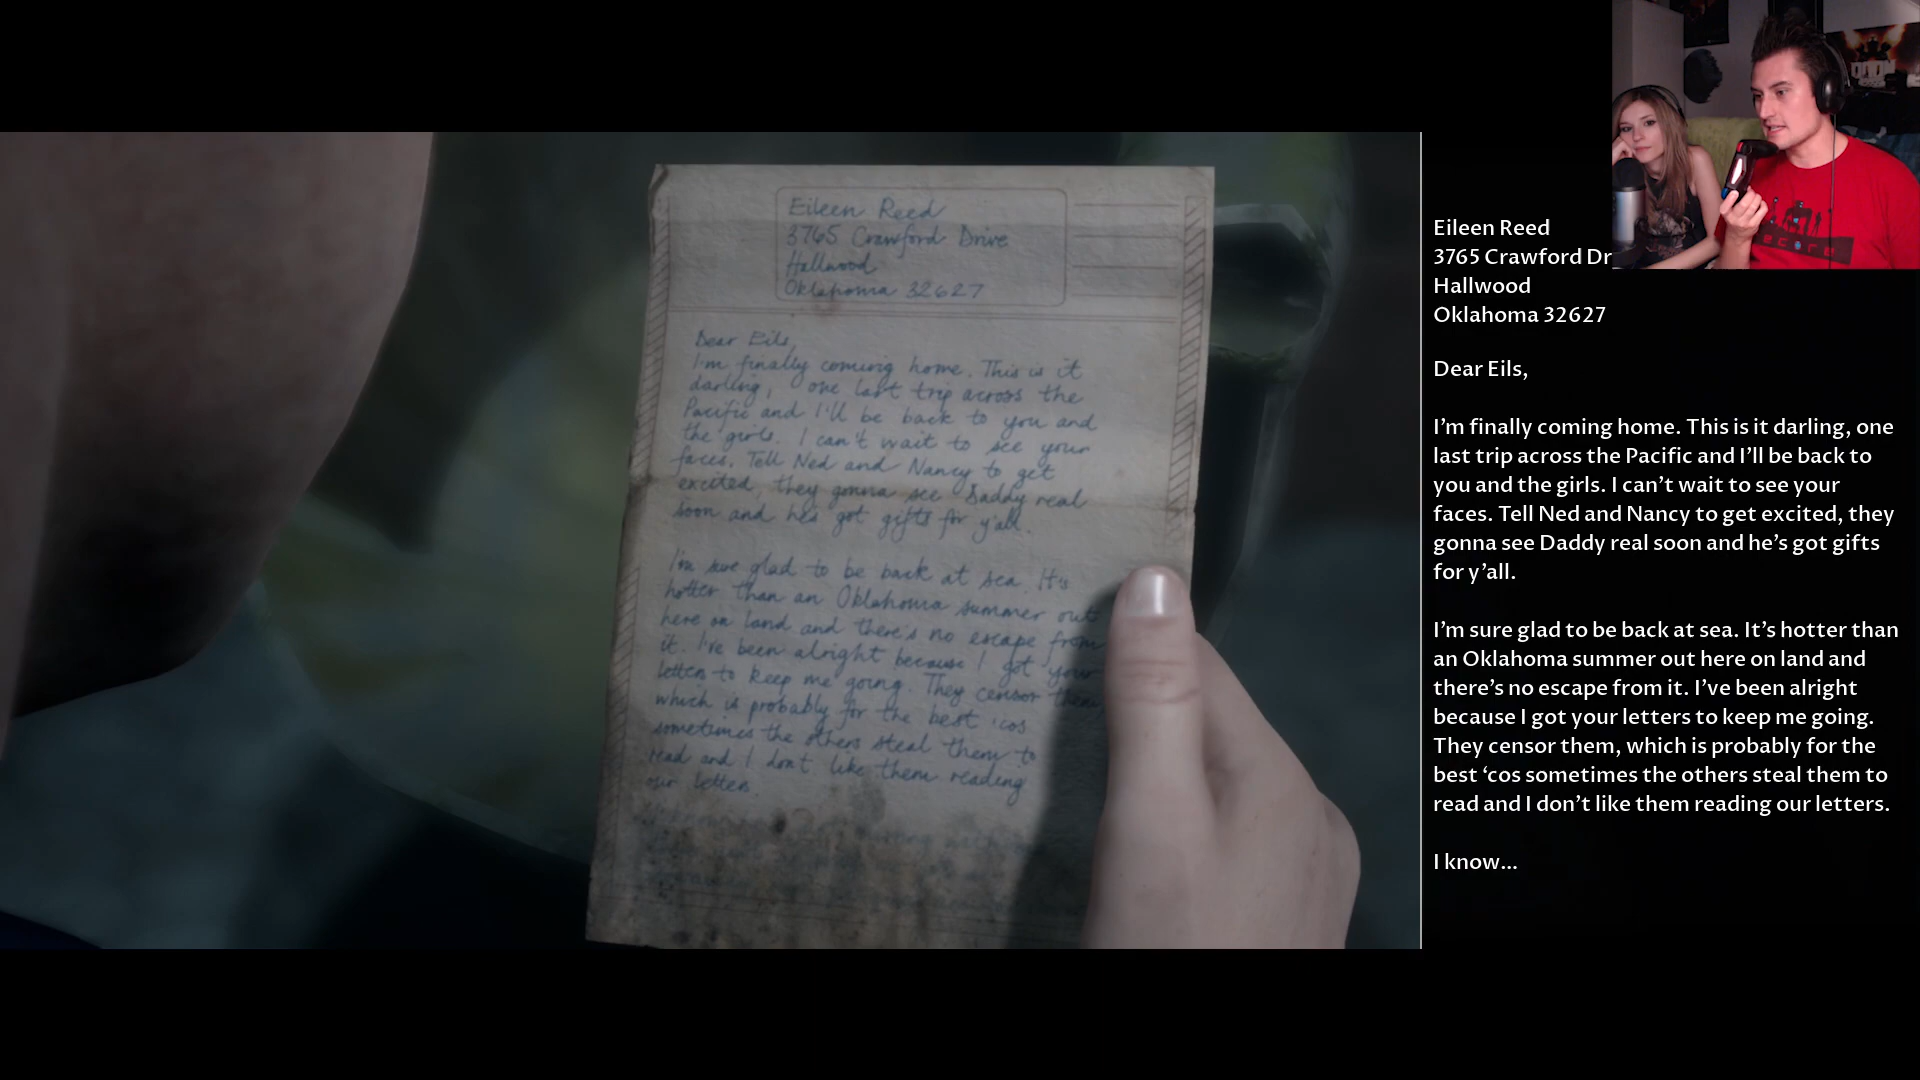 Eileen Reed
3765 Crawford Drive
Hallwood
Oklahoma 32627
Dear Eils,
I'm finally coming home. This is it
darling, one last trip across the
Pacific and I'll be back to you and
the girls. I can't wait to see your
faces. Tell Ned and Nancy to get
excited, they gonna see Daddy real
soon and he's got gifts for y'all.
I'm sure glad to be back at sea. It's
hotter than an Oklahoma summer out
here on land and there's no escape from
it. I've been alright because I got your
letters to keep me going. They censor them
which is probably for the best 'cos
sometimes the others steal them to
read and I don't like them reading
our letters.
Eileen Reed
3765 Crawford Dr
Hallwood
Oklahoma 32627
Dear Eils,
I’m finally coming home. This is it darling, one
last trip across the Pacific and I’ll be back to
you and the girls. I can’t wait to see your
faces. Tell Ned and Nancy to get excited, they
gonna see Daddy real soon and he’s got gifts
for y’all.
I’m sure glad to be back at sea. It’s hotter than
an Oklahoma summer out here on land and
there’s no escape from it. I’ve been alright
because I got your letters to keep me going.
They censor them, which is probably for the
best ‘cos sometimes the others steal them to
read and I don’t like them reading our letters.
I know...